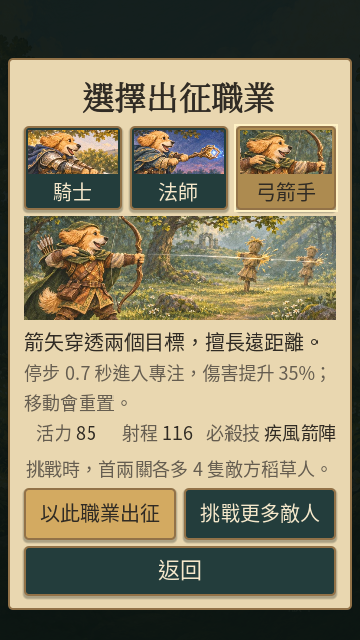 選擇出征職業
騎士
法師
弓箭手
箭矢穿透兩個目標，擅長遠距離。
停步 0.7 秒進入專注，傷害提升 35%；
移動會重置。
活力 85 射程 116 必殺技 疾風箭陣
挑戰時，首兩關各多 4 隻敵方稻草人。
以此職業出征
挑戰更多敵人
返回